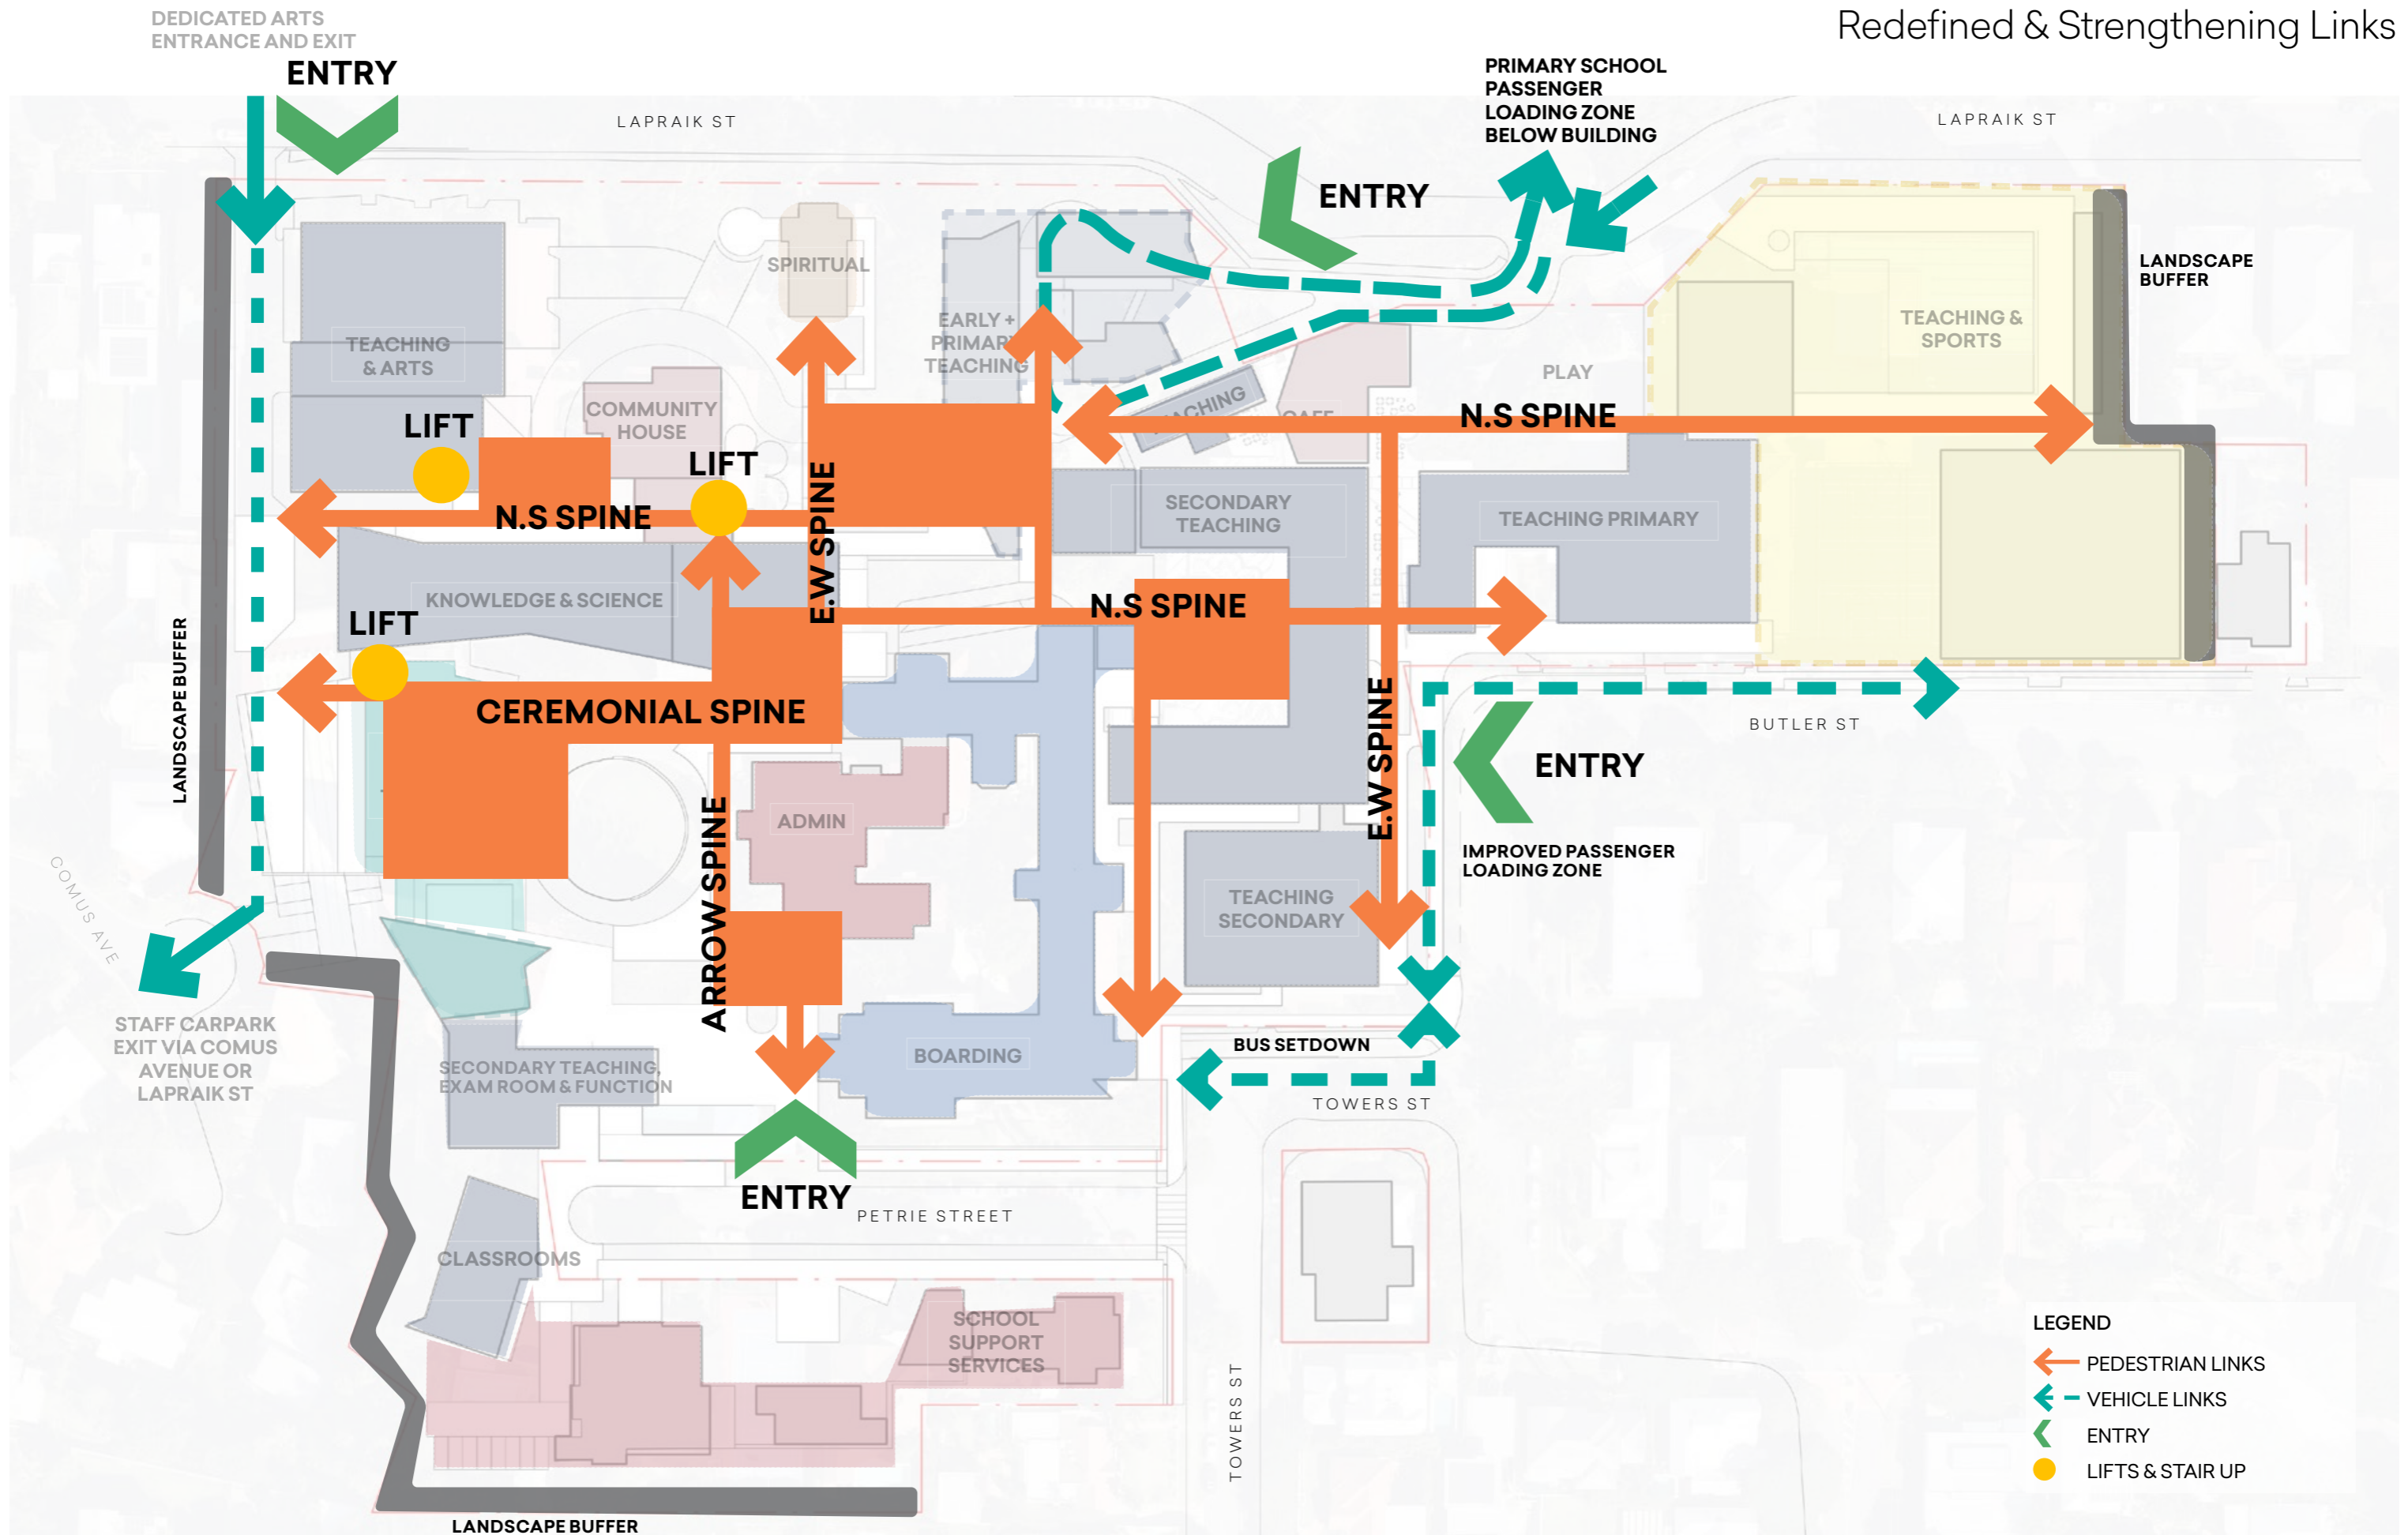 Redefined & Strengthening Links
DEDICATED ARTS
ENTRANCE AND EXIT
ENTRY
LAPRAIK ST
PRIMARY SCHOOL
PASSENGER
LOADING ZONE
BELOW BUILDING
LAPRAIK ST
ENTRY
SPIRITUAL
LANDSCAPE
BUFFER
TEACHING &
SPORTS
EARLY +
PRIMARY
TEACHING
TEACHING
& ARTS
PLAY
COMMUNITY
HOUSE
LIFT
LIFT
N.S SPINE
N.S SPINE
E.W SPINE
SECONDARY
TEACHING
TEACHING PRIMARY
KNOWLEDGE & SCIENCE
N.S SPINE
LIFT
LANDSCAPE BUFFER
CEREMONIAL SPINE
E.W SPINE
BUTLER ST
ENTRY
ADMIN
ARROW SPINE
IMPROVED PASSENGER
LOADING ZONE
COMUS AVE
TEACHING
SECONDARY
STAFF CARPARK
EXIT VIA COMUS
AVENUE OR
LAPRAIK ST
BUS SETDOWN
SECONDARY TEACHING,
EXAM ROOM & FUNCTION
BOARDING
TOWERS ST
ENTRY
PETRIE STREET
CLASSROOMS
SCHOOL
SUPPORT
SERVICES
TOWERS ST
LANDSCAPE BUFFER
LEGEND
PEDESTRIAN LINKS
VEHICLE LINKS
ENTRY
LIFTS & STAIR UP